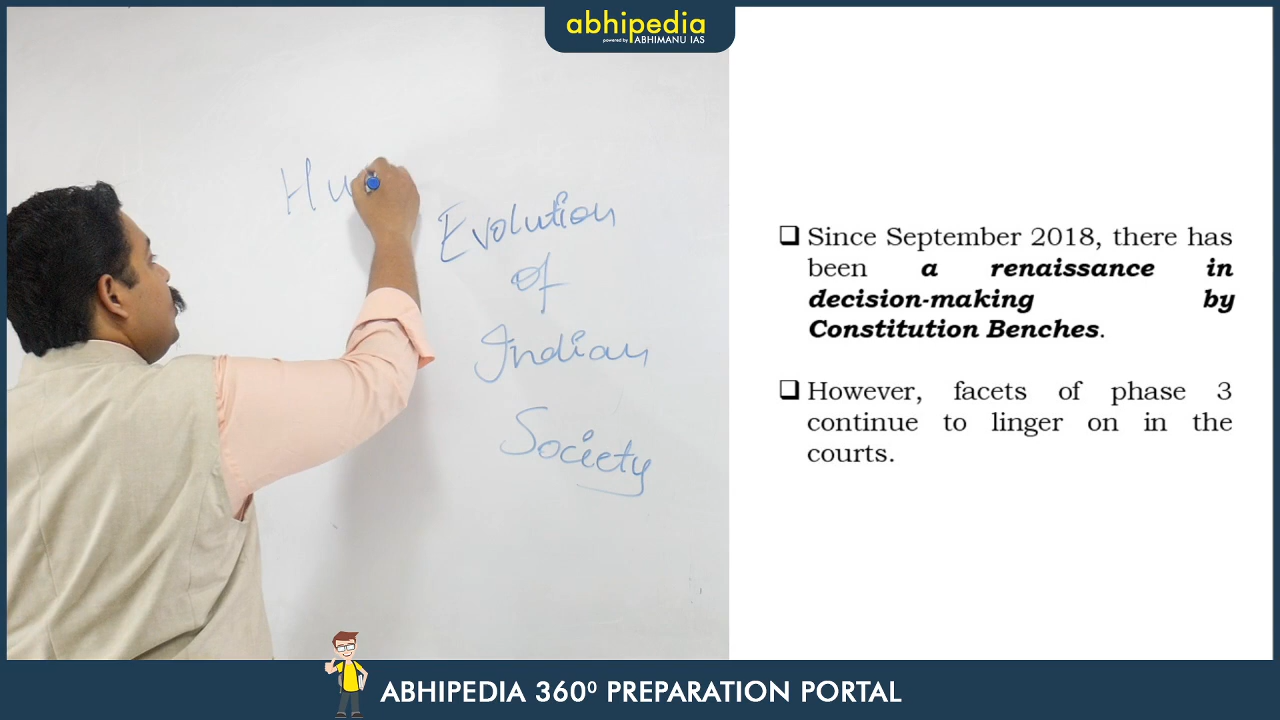 abhipedia
powered by ABHIMANU IAS
Hu
Evolution
of
Indian
Society
❑ Since September 2018, there has
been a renaissance in
decision-making by
Constitution Benches.
❑ However, facets of phase 3
continue to linger on in the
courts.
ABHIPEDIA 360⁰ PREPARATION PORTAL